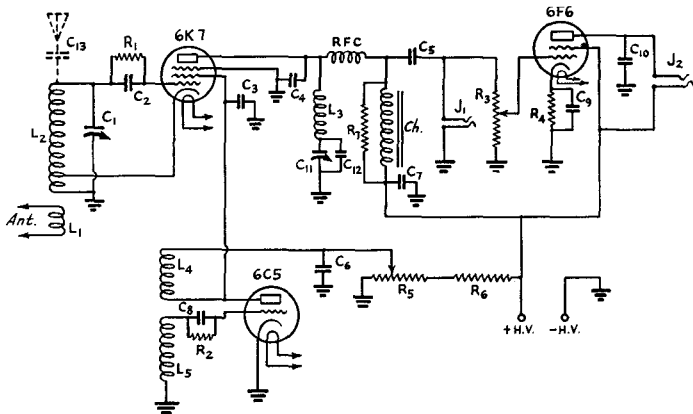 6K7
6F6
RFC
C13
R1
C2
C3
C4
C5
C10
J2
L2
C1
L3
R7
Ch.
J1
R3
R4
C9
C11
C12
C7
Ant.
L1
6C5
L4
C6
R5
R6
C8
R2
L5
+H.V.
-H.V.